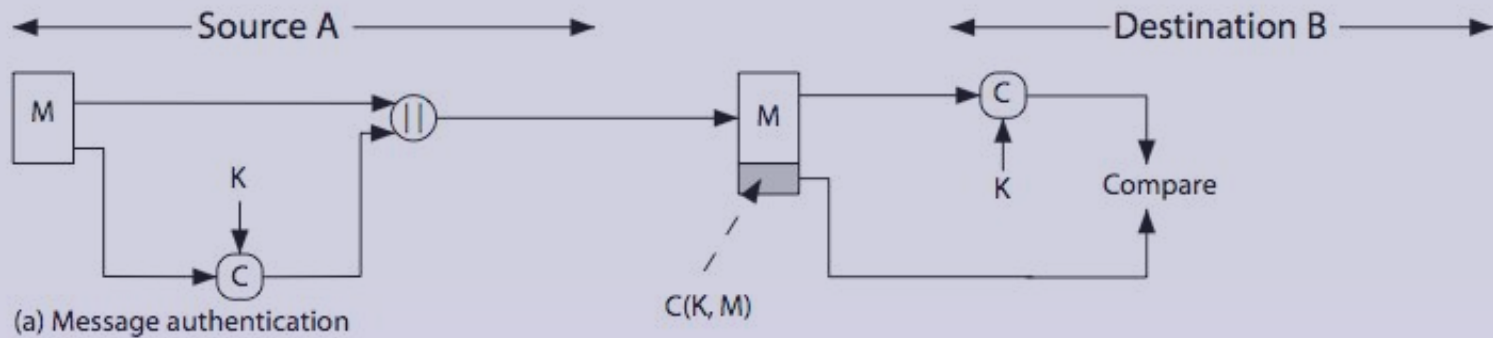 Source A
Destination B
M
||
M
C
K
K
Compare
C
C(K, M)
(a) Message authentication